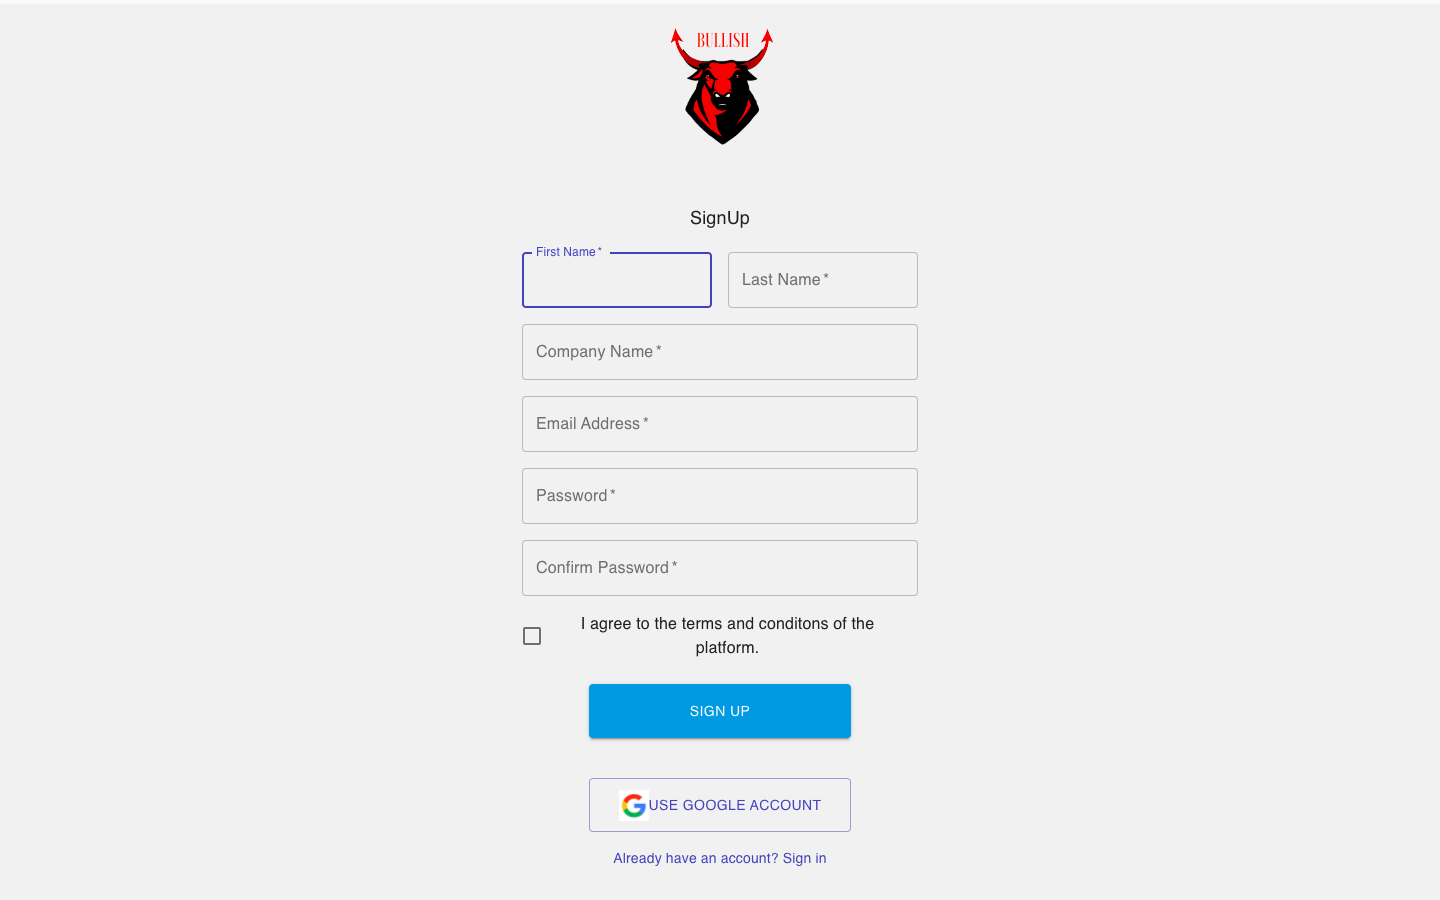 BULLISH
SignUp
First Name *
Last Name *
Company Name *
Email Address *
Password *
Confirm Password *
I agree to the terms and conditons of the
platform.
SIGN UP
USE GOOGLE ACCOUNT
Already have an account? Sign in